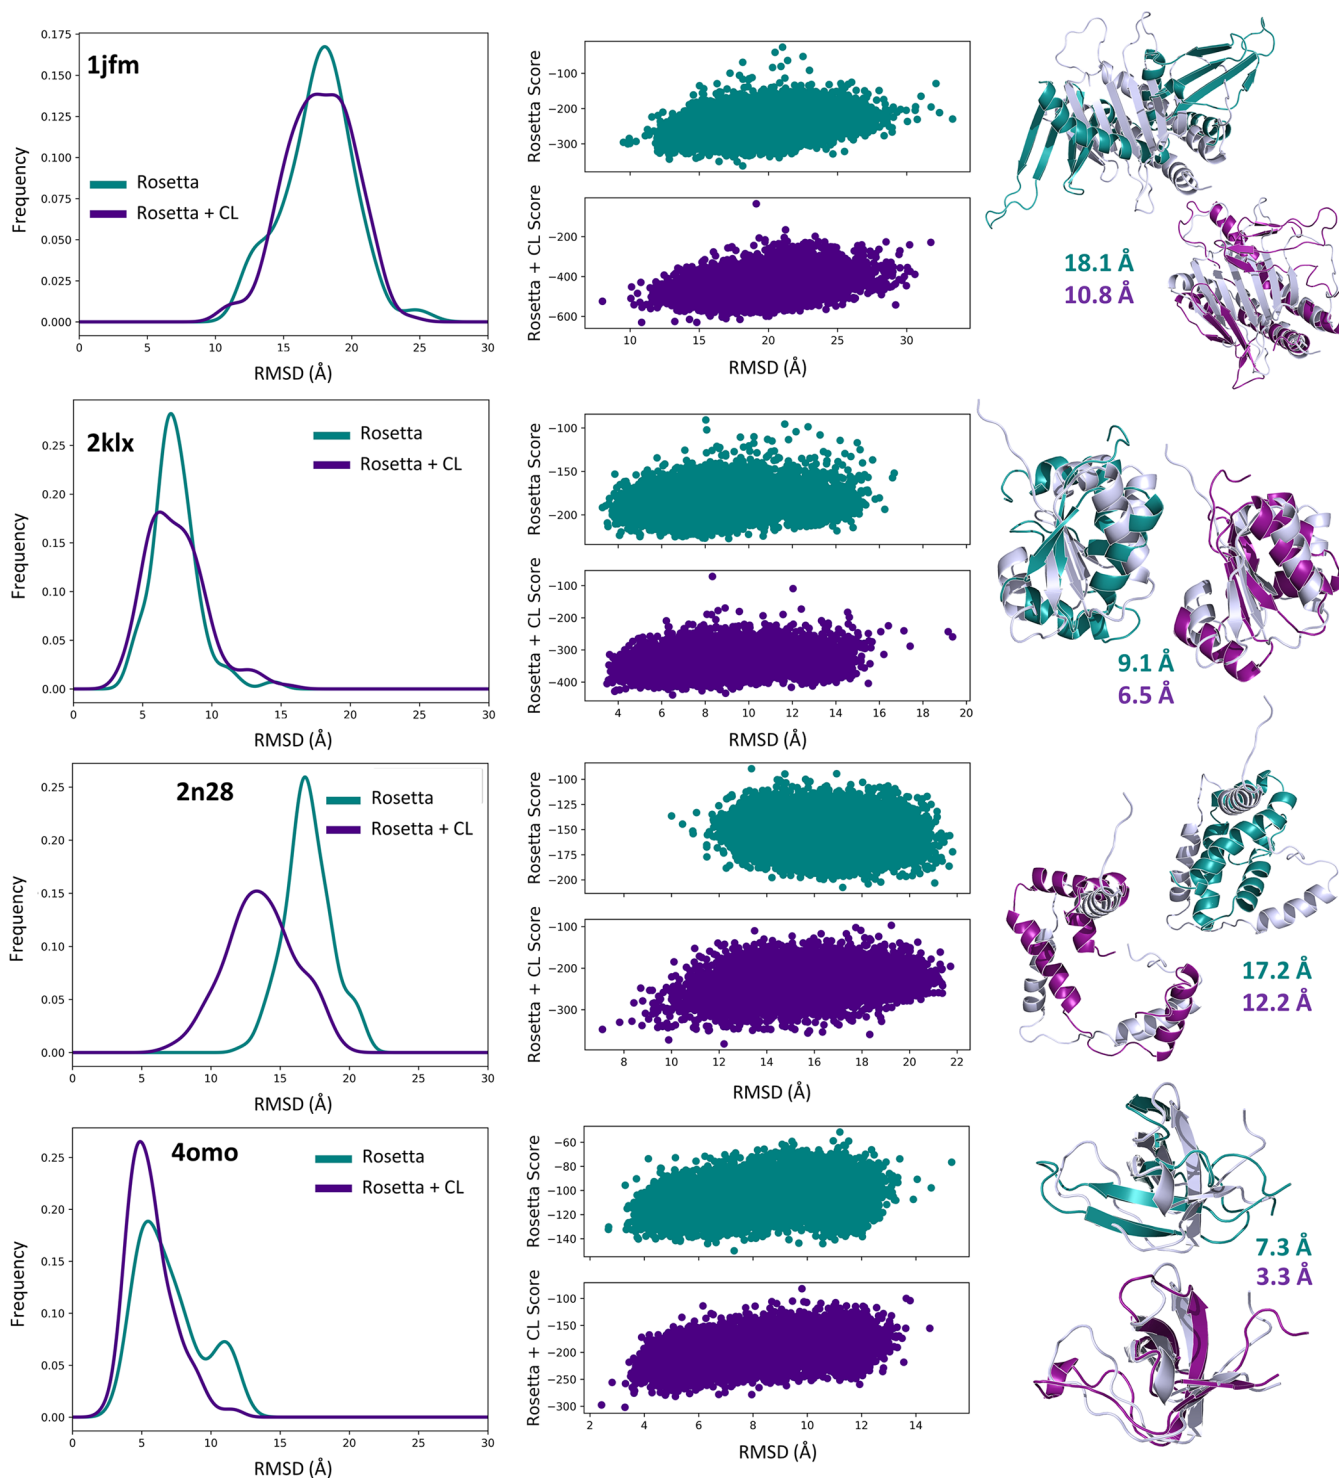 1jfm
Frequency
0.175
0.150
0.125
0.100
0.075
0.050
0.025
0.000
Rosetta
Rosetta + CL
0 5 10 15 20 25 30
RMSD (Å)
Rosetta Score
−100
−200
−300
Rosetta + CL Score
−200
−400
−600
10 15 20 25 30
RMSD (Å)
18.1 Å
10.8 Å
2klx
Frequency
0.25
0.20
0.15
0.10
0.05
0.00
Rosetta
Rosetta + CL
0 5 10 15 20 25 30
RMSD (Å)
Rosetta Score
−100
−150
−200
Rosetta + CL Score
−100
−200
−300
−400
4 6 8 10 12 14 16 18 20
RMSD (Å)
9.1 Å
6.5 Å
2n28
Frequency
0.25
0.20
0.15
0.10
0.05
0.00
Rosetta
Rosetta + CL
0 5 10 15 20 25 30
RMSD (Å)
Rosetta Score
−100
−125
−150
−175
−200
Rosetta + CL Score
−100
−200
−300
8 10 12 14 16 18 20 22
RMSD (Å)
17.2 Å
12.2 Å
4omo
Frequency
0.25
0.20
0.15
0.10
0.05
0.00
Rosetta
Rosetta + CL
0 5 10 15 20 25 30
RMSD (Å)
Rosetta Score
−60
−80
−100
−120
−140
2 4 6 8 10 12 14
Rosetta + CL Score
−100
−150
−200
−250
−300
2 4 6 8 10 12 14
RMSD (Å)
7.3 Å
3.3 Å